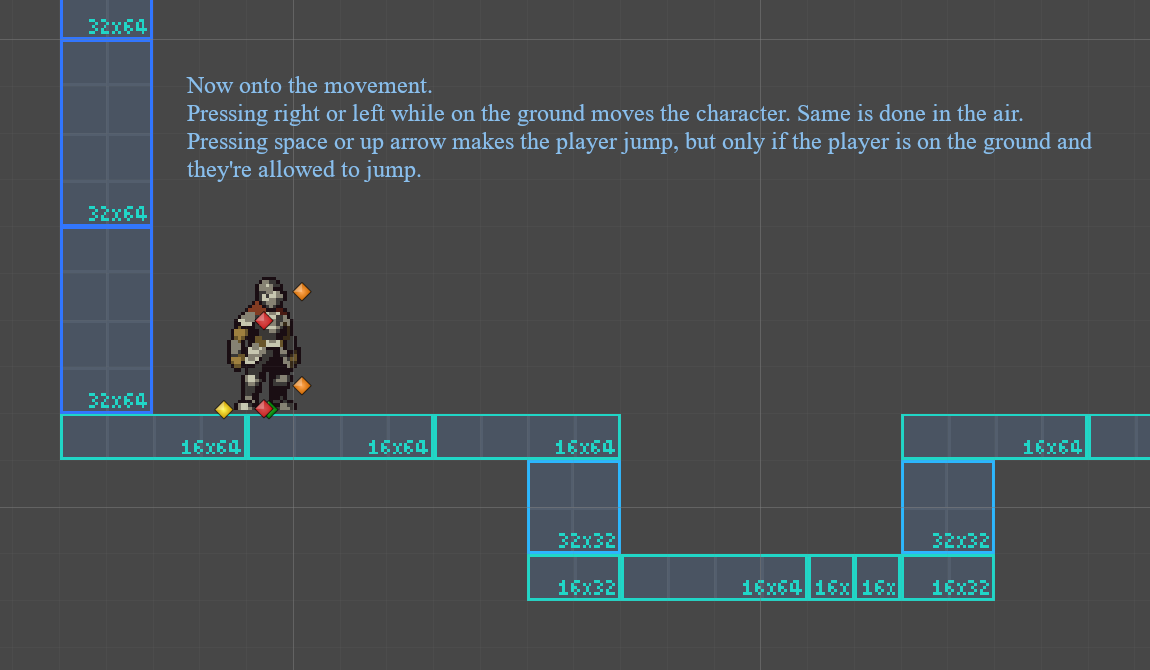 32x64
Now onto the movement.
Pressing right or left while on the ground moves the character. Same is done in the air.
Pressing space or up arrow makes the player jump, but only if the player is on the ground and
they're allowed to jump.
32x64
32x64
16x64 16x64 16x64 16x64
32x32 32x32
16x32 16x64 16x 16x 16x32